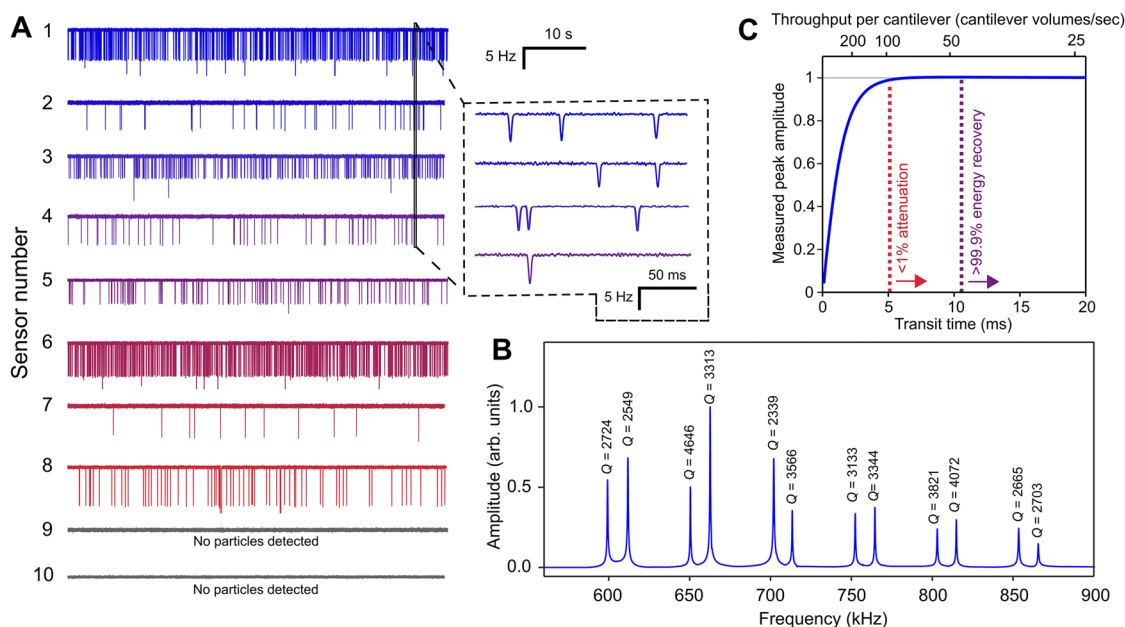 A
Sensor number
1
2
3
4
5
6
7
8
9
No particles detected
10
No particles detected
10 s
5 Hz
50 ms
5 Hz
C
Throughput per cantilever (cantilever volumes/sec)
200 100 50 25
Measured peak amplitude
1
0.8
0.6
0.4
0.2
0
<1% attenuation
>99.9% energy recovery
0 5 10 15 20
Transit time (ms)
B
Amplitude (arb. units)
1.0
0.5
0.0
Q = 2724
Q = 2549
Q = 4646
Q = 3313
Q = 2339
Q = 3566
Q = 3133
Q = 3344
Q = 3821
Q = 4072
Q = 2665
Q = 2703
600 650 700 750 800 850 900
Frequency (kHz)